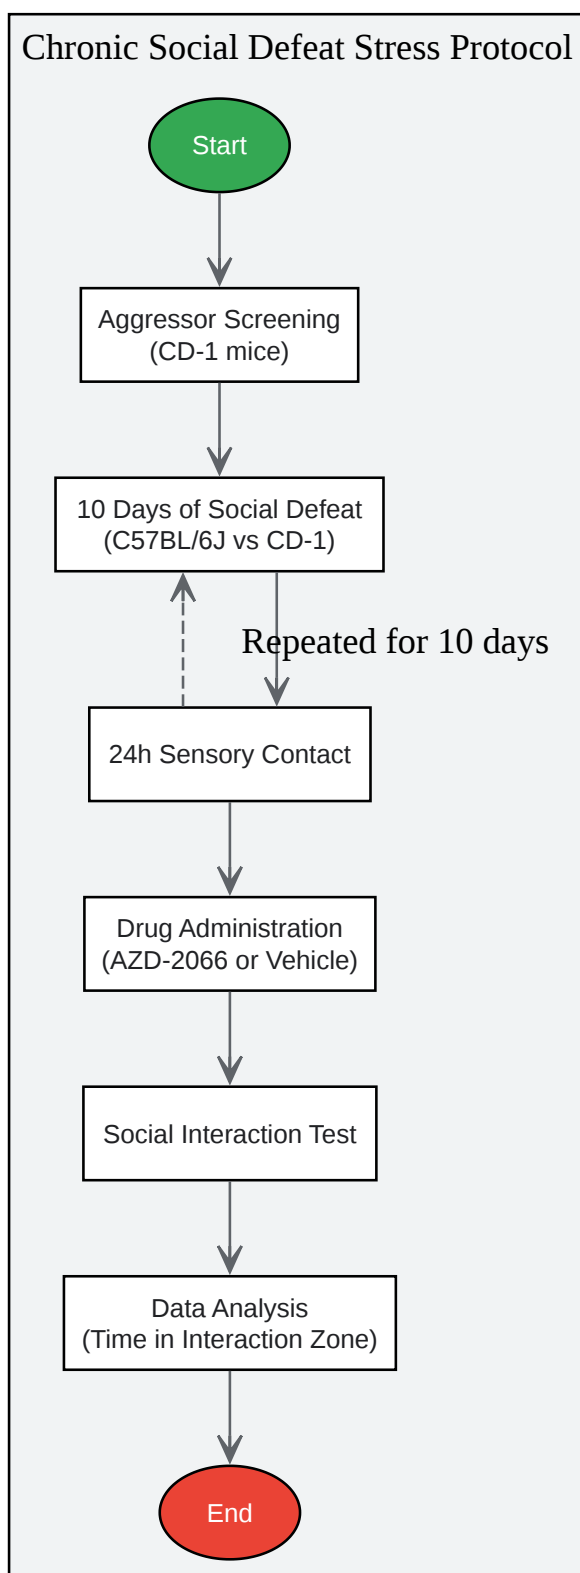 Chronic Social Defeat Stress Protocol
Start
Aggressor Screening
(CD-1 mice)
10 Days of Social Defeat
(C57BL/6J vs CD-1)
Repeated for 10 days
24h Sensory Contact
Drug Administration
(AZD-2066 or Vehicle)
Social Interaction Test
Data Analysis
(Time in Interaction Zone)
End